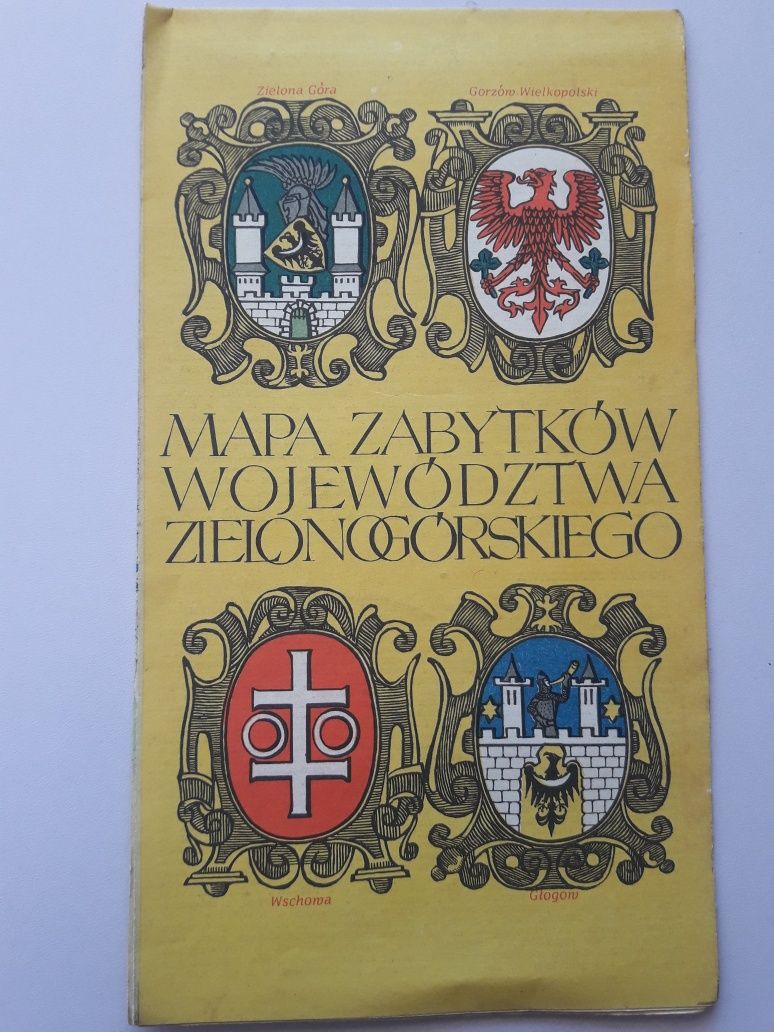 Zielona Góra
Gorzów Wielkopolski
MAPA ZABYTKÓW
WOJEWÓDZTWA
ZIELONOGÓRSKIEGO
Wschowa
Głogów